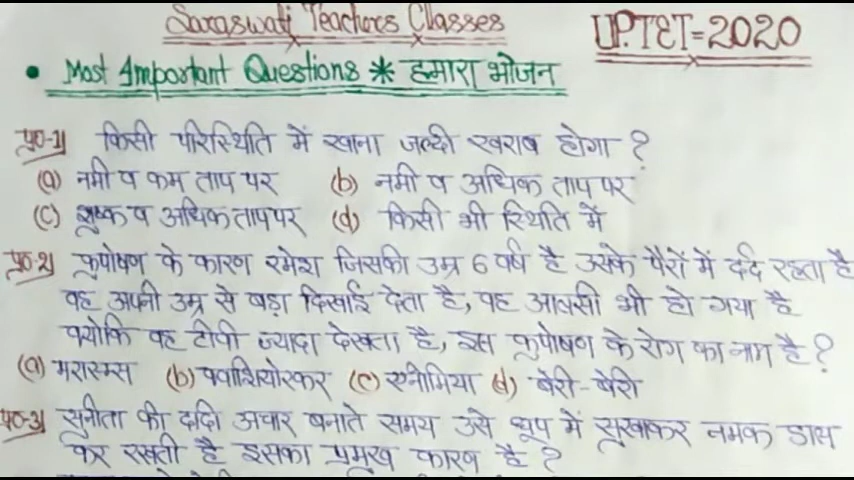 Saraswati Teachers Classes
UPTET=2020
• Most Important Questions * हमारा भोजन
प्र०-1) किसी परिस्थिति में खाना जल्दी खराब होगा ?
(a) नमी व कम ताप पर (b) नमी व अधिक ताप पर
(c) शुष्क व अधिक ताप पर (d) किसी भी स्थिति में
प्र०-2) कुपोषण के कारण रमेश जिसकी उम्र 6 वर्ष है उसके पैरों में दर्द रहता है
वह अपनी उम्र से बड़ा दिखाई देता है, वह आलसी भी हो गया है
क्योकि वह टीवी ज्यादा देखता है, इस कुपोषण के रोग का नाम है ?
(a) मरास्मस (b) क्वाशियोरकर (c) एनीमिया (d) बेरी-बेरी
प्र०-3) सुनीता की दादी अचार बनाते समय उसे धूप में सूखाकर नमक डाल
कर रखती है इसका प्रमुख कारण है ?